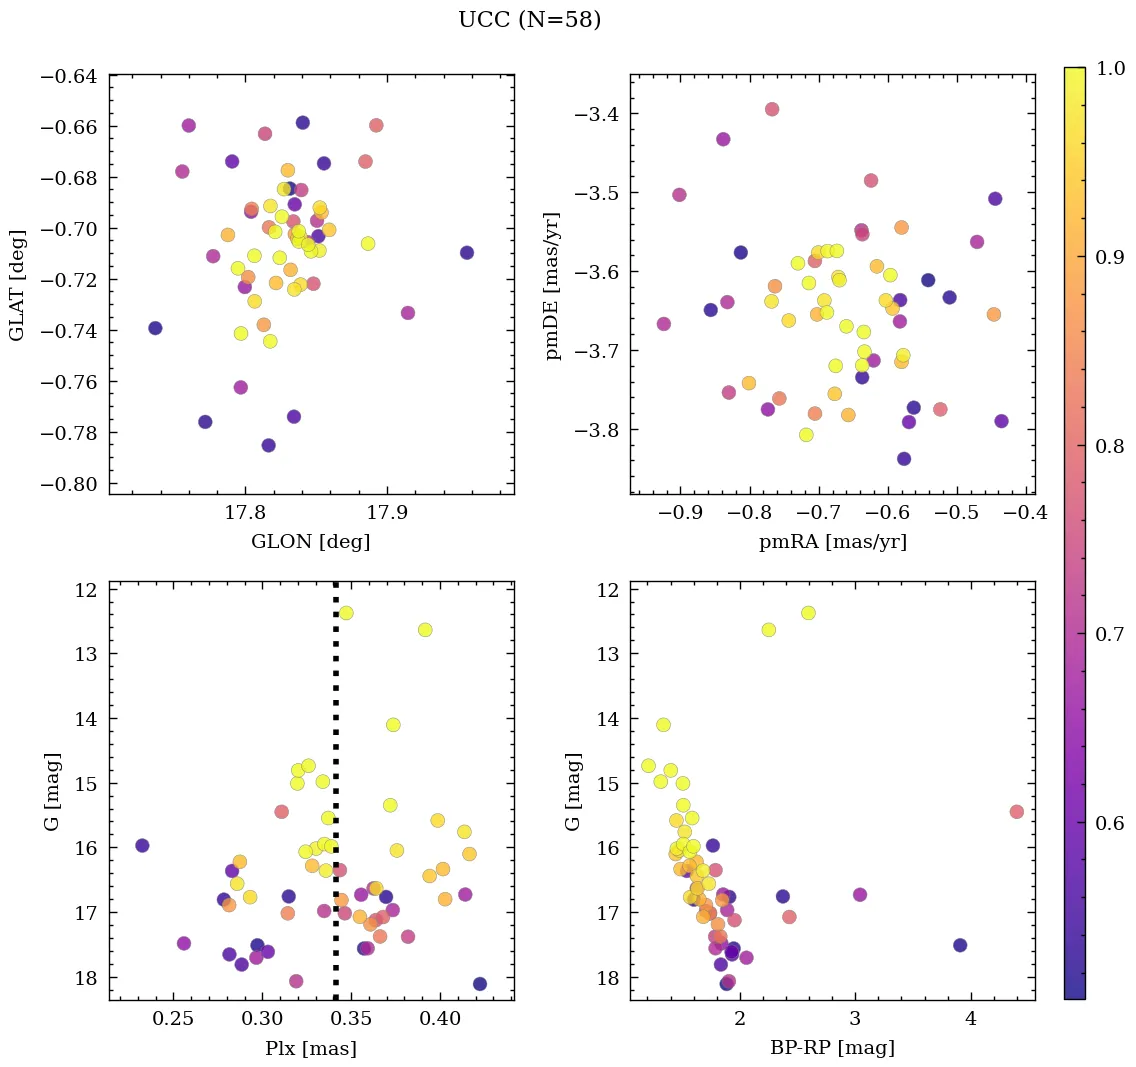 UCC (N=58)
−0.64
−0.66
−0.68
−0.70
−0.72
−0.74
−0.76
−0.78
−0.80
GLAT [deg]
17.8 17.9
GLON [deg]
−3.4
−3.5
−3.6
−3.7
−3.8
pmDE [mas/yr]
−0.9 −0.8 −0.7 −0.6 −0.5 −0.4
pmRA [mas/yr]
12
13
14
15
16
17
18
G [mag]
0.25 0.30 0.35 0.40
Plx [mas]
12
13
14
15
16
17
18
G [mag]
2 3 4
BP-RP [mag]
1.0
0.9
0.8
0.7
0.6